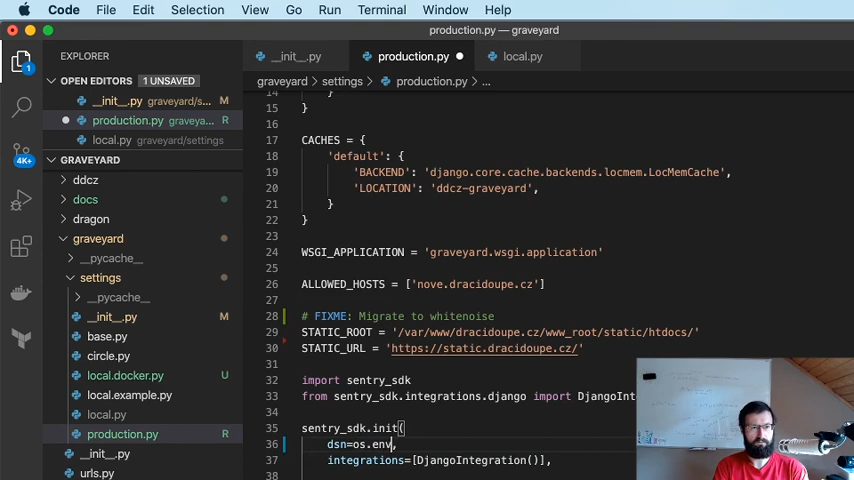 Code File Edit Selection View Go Run Terminal Window Help
production.py — graveyard
EXPLORER
OPEN EDITORS 1 UNSAVED
__init__.py graveyard/s... M
production.py graveya... R
local.py graveyard/settings
GRAVEYARD
ddcz
docs
dragon
graveyard
__pycache__
settings
__pycache__
__init__.py M
base.py
circle.py
local.docker.py U
local.example.py
local.py
production.py R
__init__.py
urls.py
1
4K+
__init__.py production.py local.py
graveyard > settings > production.py > ...
14 }
15 }
16
17 CACHES = {
18 'default': {
19 'BACKEND': 'django.core.cache.backends.locmem.LocMemCache',
20 'LOCATION': 'ddcz-graveyard',
21 }
22 }
23
24 WSGI_APPLICATION = 'graveyard.wsgi.application'
25
26 ALLOWED_HOSTS = ['nove.dracidoupe.cz']
27
28 # FIXME: Migrate to whitenoise
29 STATIC_ROOT = '/var/www/dracidoupe.cz/www_root/static/htdocs/'
30 STATIC_URL = 'https://static.dracidoupe.cz/'
31
32 import sentry_sdk
33 from sentry_sdk.integrations.django import DjangoInte
34
35 sentry_sdk.init(
36 dsn=os.env,
37 integrations=[DjangoIntegration()],
38